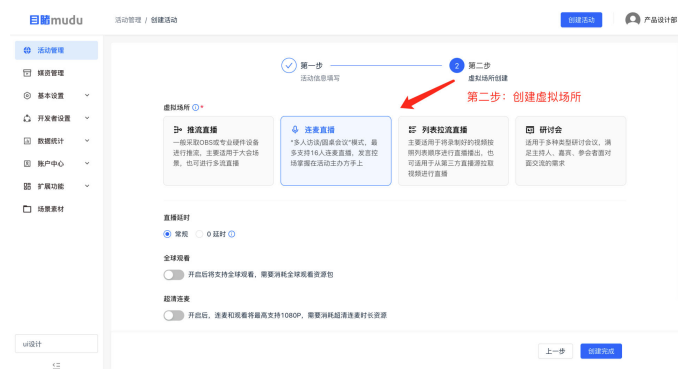 目睹mudu
活动管理 / 创建活动
创建活动
产品设计部
活动管理
媒资管理
基本设置
开发者设置
数据统计
账户中心
扩展功能
场景素材
ui设计
第一步
活动信息填写
2
第二步
虚拟场所创建
第二步：创建虚拟场所
虚拟场所 *
推流直播
一般采取OBS或专业硬件设备
进行推流，主要适用于大会场
景，也可进行多流直播
连麦直播
"多人访谈/圆桌会议"模式，最
多支持16人连麦直播，发言控
场掌握在活动主办方手上
列表拉流直播
主要适用于将录制好的视频按
照列表顺序进行直播播出，也
可适用于从第三方直播源拉取
视频进行直播
研讨会
适用于多种类型研讨会议，满
足主持人、嘉宾、参会者面对
面交流的需求
直播延时
常规
0 延时
全球观看
开启后将支持全球观看，需要消耗全球观看资源包
超清连麦
开启后，连麦和观看将最高支持1080P，需要消耗超清连麦时长资源
上一步
创建完成